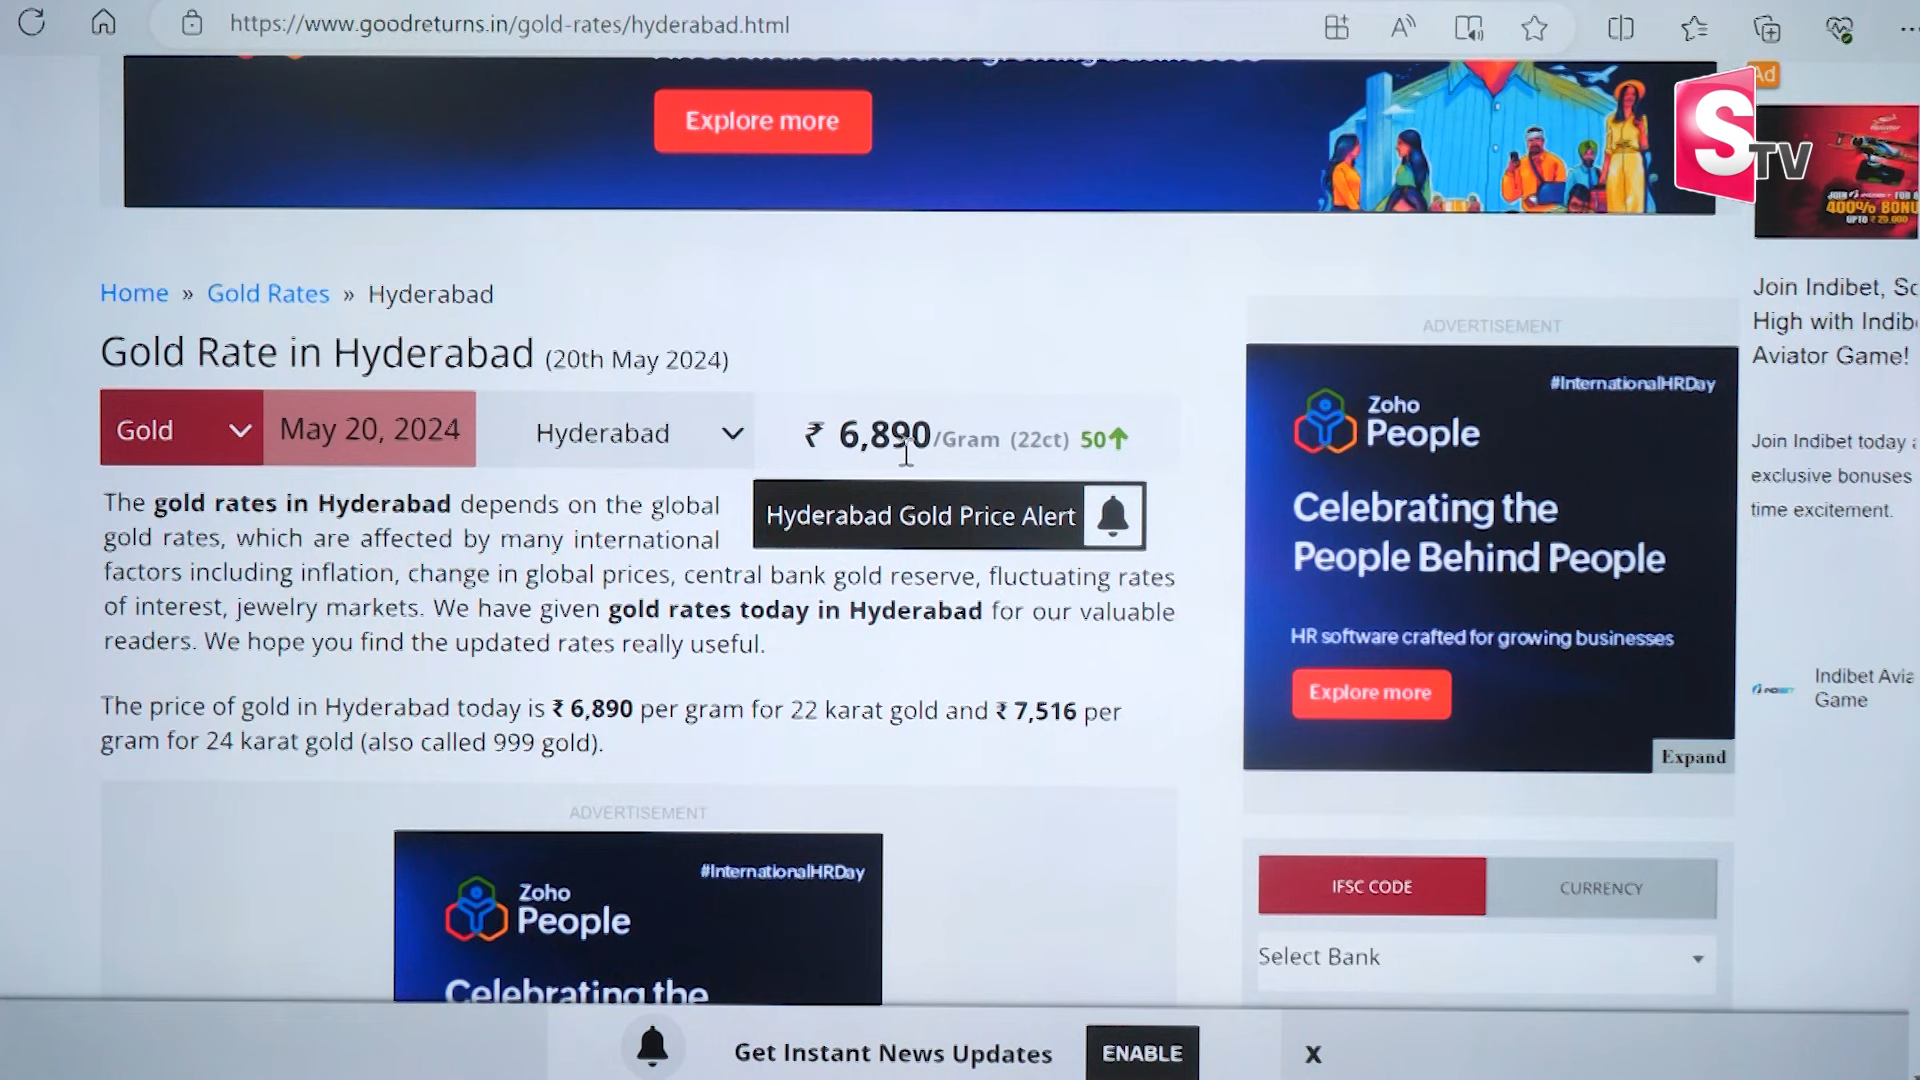 https://www.goodreturns.in/gold-rates/hyderabad.html
Explore more
Ad
S TV
400% BONU
UPTO ₹ 25,000
Home » Gold Rates » Hyderabad
Gold Rate in Hyderabad (20th May 2024)
Gold
May 20, 2024
Hyderabad
₹ 6,890/Gram (22ct) 50↑
Hyderabad Gold Price Alert
The gold rates in Hyderabad depends on the global
gold rates, which are affected by many international
factors including inflation, change in global prices, central bank gold reserve, fluctuating rates
of interest, jewelry markets. We have given gold rates today in Hyderabad for our valuable
readers. We hope you find the updated rates really useful.
The price of gold in Hyderabad today is ₹ 6,890 per gram for 22 karat gold and ₹ 7,516 per
gram for 24 karat gold (also called 999 gold).
ADVERTISEMENT
#InternationalHRDay
Zoho
People
Celebrating the
ADVERTISEMENT
#InternationalHRDay
Zoho
People
Celebrating the
People Behind People
HR software crafted for growing businesses
Explore more
Expand
IFSC CODE
CURRENCY
Select Bank
Join Indibet, Sc
High with Indib
Aviator Game!
Join Indibet today
exclusive bonuses
time excitement.
Indibet Avia
Game
Get Instant News Updates
ENABLE
X